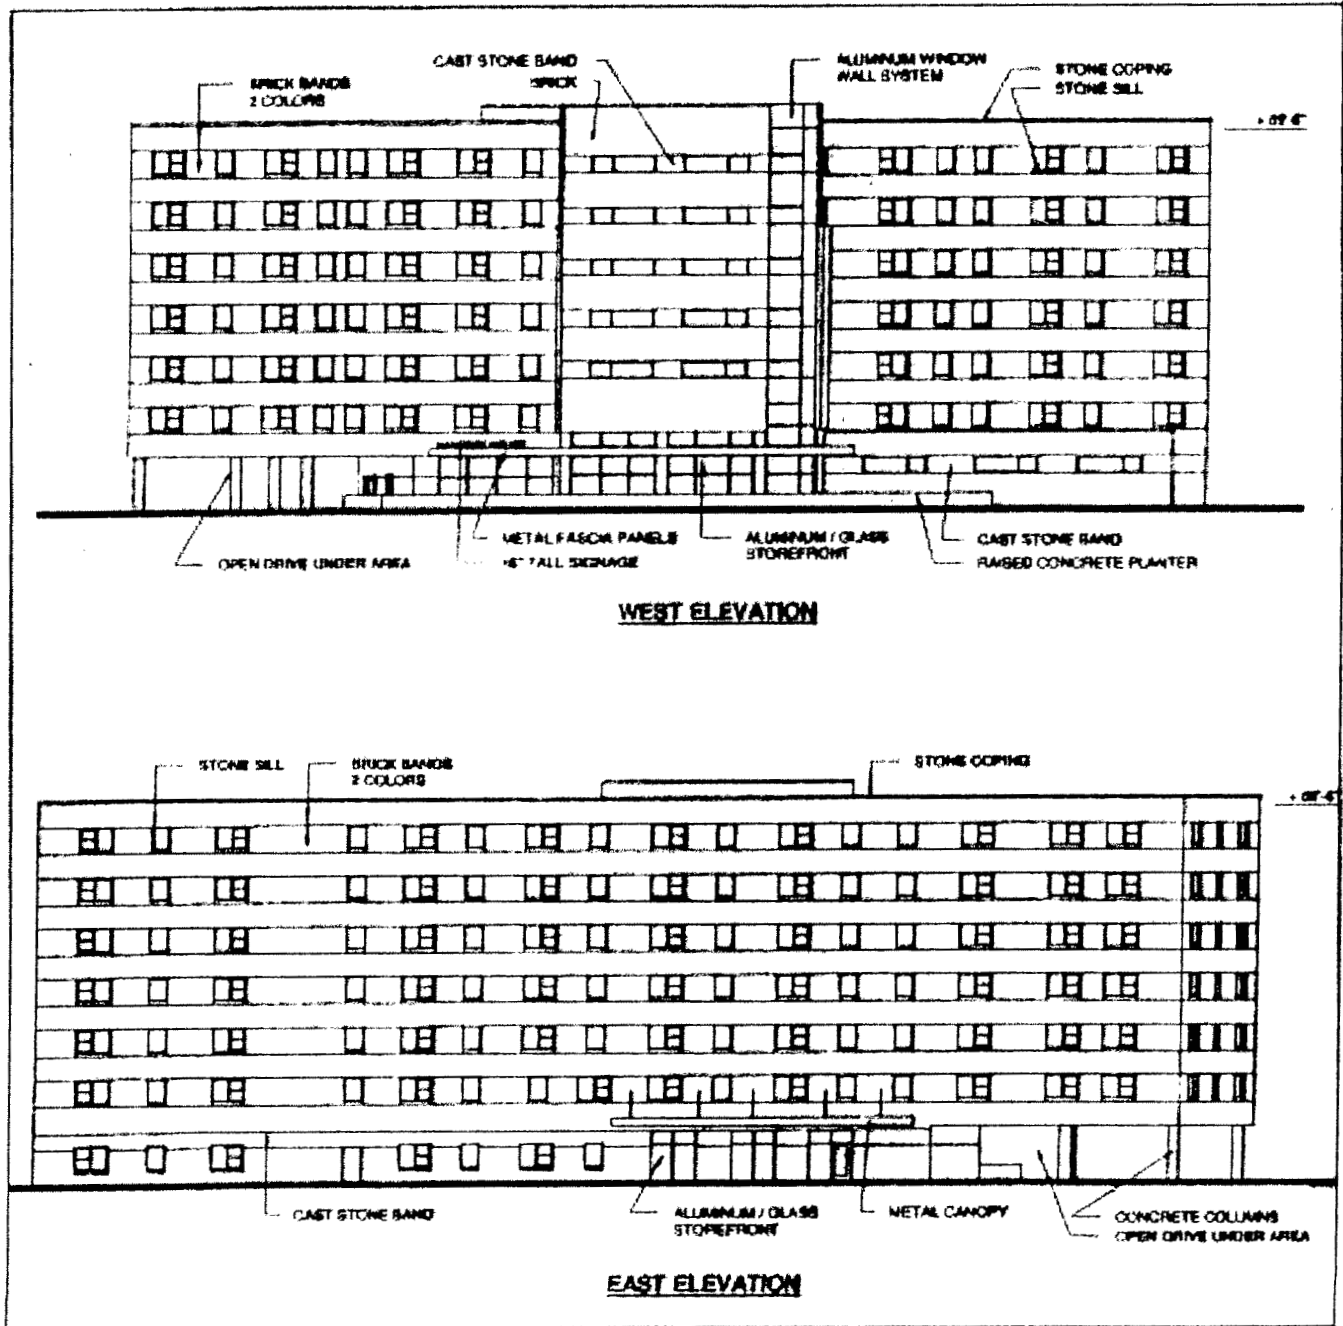 CAST STONE BAND
BRICK
BRICK BANDS
2 COLORS
ALUMINUM WINDOW
WALL SYSTEM
STONE COPING
STONE SILL
METAL FASCIA PANELS
SIGNAGE
OPEN DRIVE UNDER AREA
ALUMINUM / GLASS
STOREFRONT
CAST STONE BAND
RAISED CONCRETE PLANTER
WEST ELEVATION
STONE SILL
BRICK BANDS
2 COLORS
STONE COPING
CAST STONE BAND
ALUMINUM / GLASS
STOREFRONT
METAL CANOPY
CONCRETE COLUMNS
OPEN DRIVE UNDER AREA
EAST ELEVATION